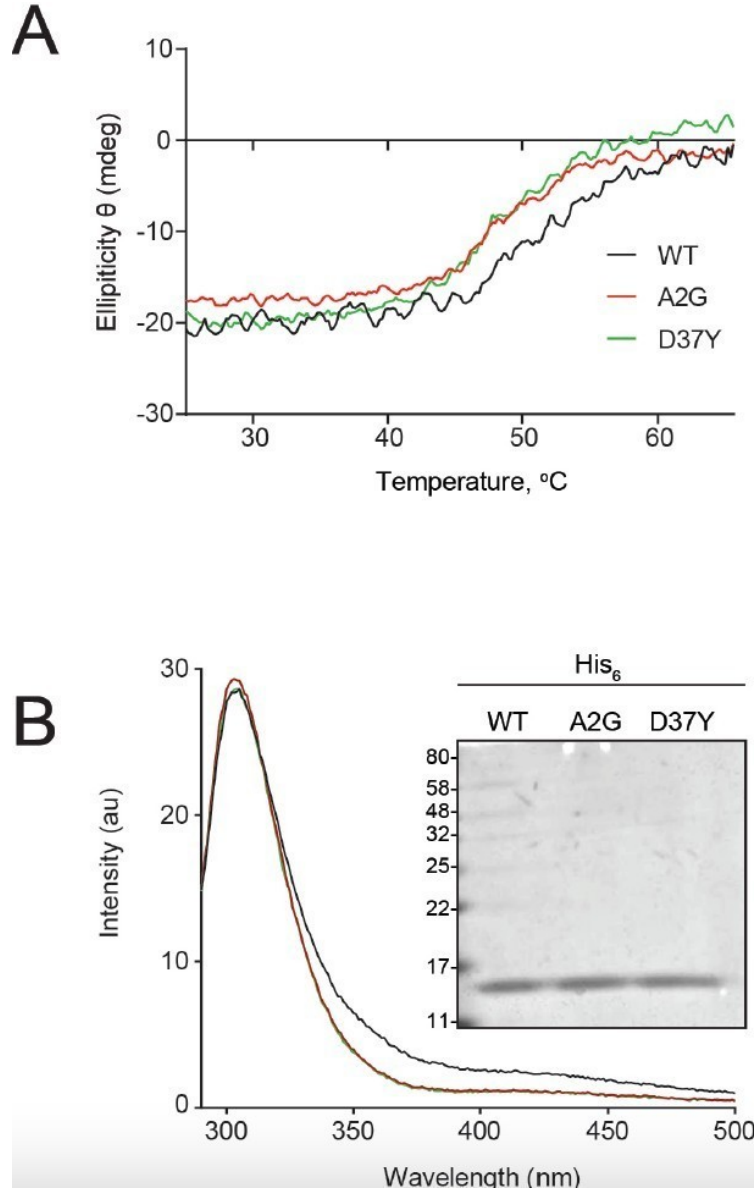 A
10
0
-10
-20
-30
Ellipiticity θ (mdeg)
WT
A2G
D37Y
30 40 50 60
Temperature, ºC
B
30
20
10
0
Intensity (au)
His₆
WT A2G D37Y
80
58
48
32
25
22
17
11
300 350 400 450 500
Wavelength (nm)